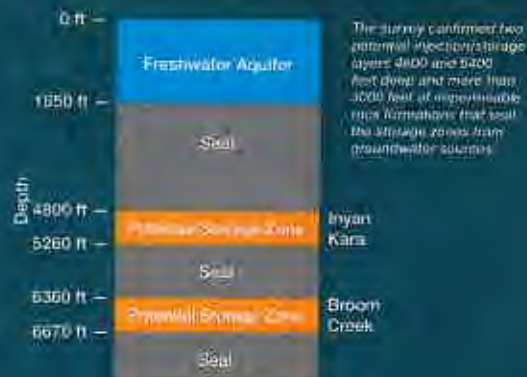 0 ft
Freshwater Aquifer
1650 ft
Seal
Depth
4800 ft
Potential Storage Zone
Inyan
Kara
5260 ft
Seal
6360 ft
Potential Storage Zone
Broom
Creek
6670 ft
Seal
The survey confirmed two
potential injection/storage
layers 4800 and 6400
feet deep and more than
3000 feet of impermeable
rock formations that seal
the storage zones from
groundwater sources.